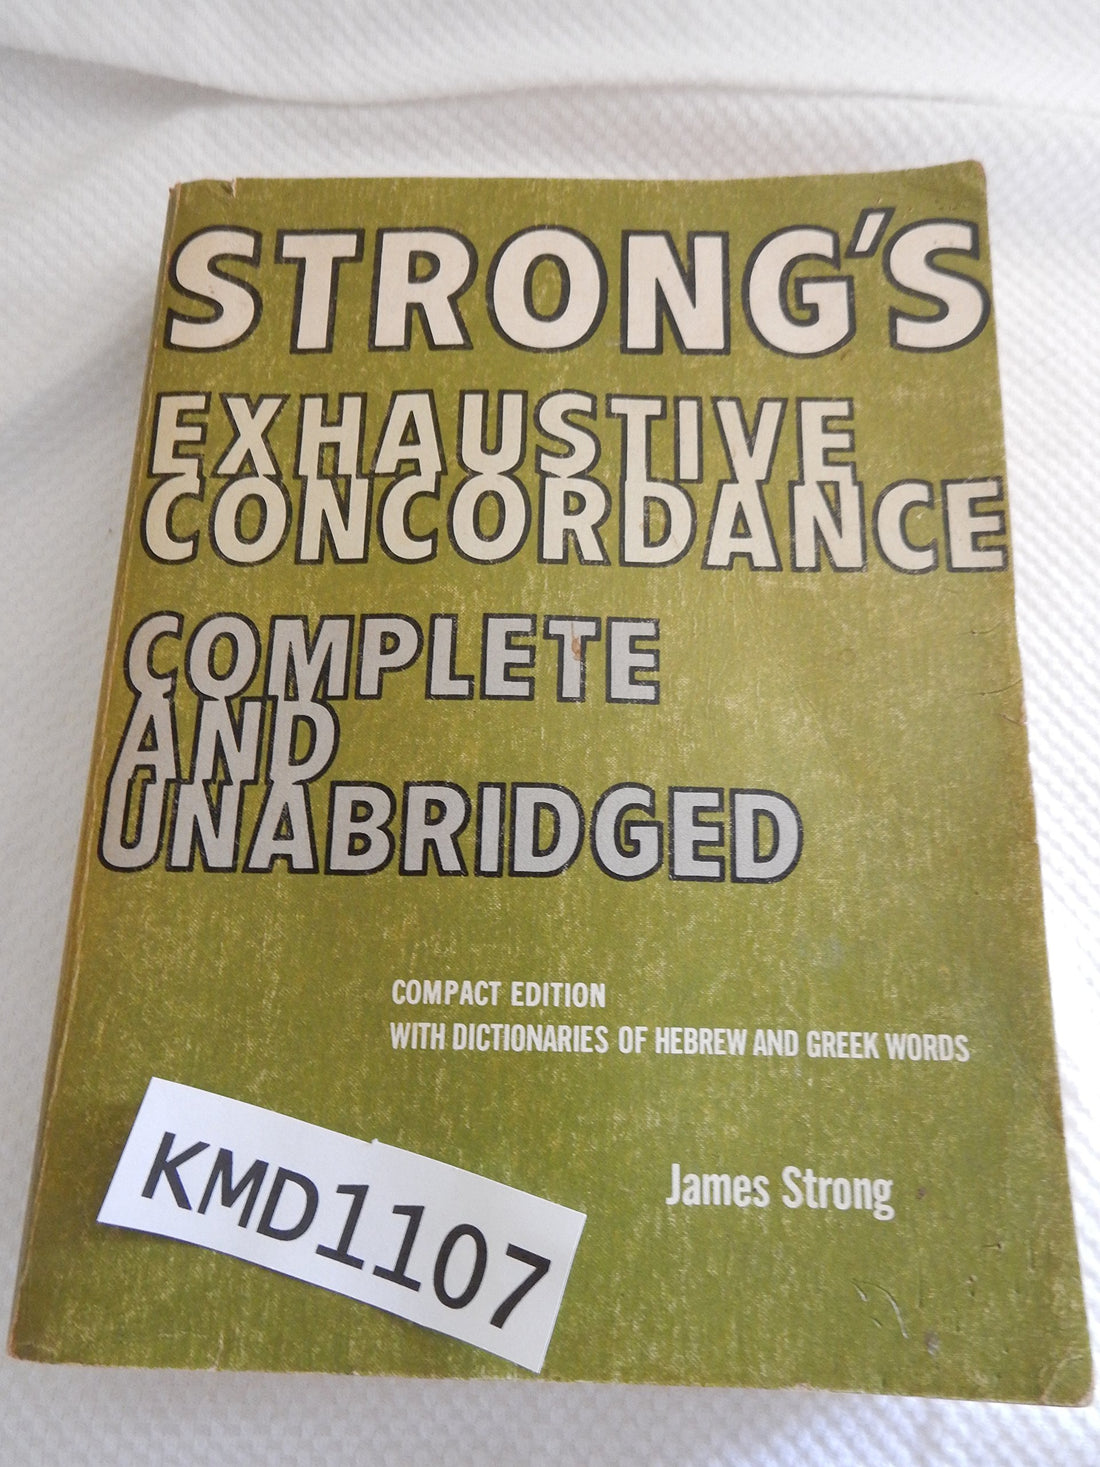 STRONG'S
EXHAUSTIVE
CONCORDANCE
COMPLETE
AND
UNABRIDGED
COMPACT EDITION
WITH DICTIONARIES OF HEBREW AND GREEK WORDS
James Strong
KMD1107